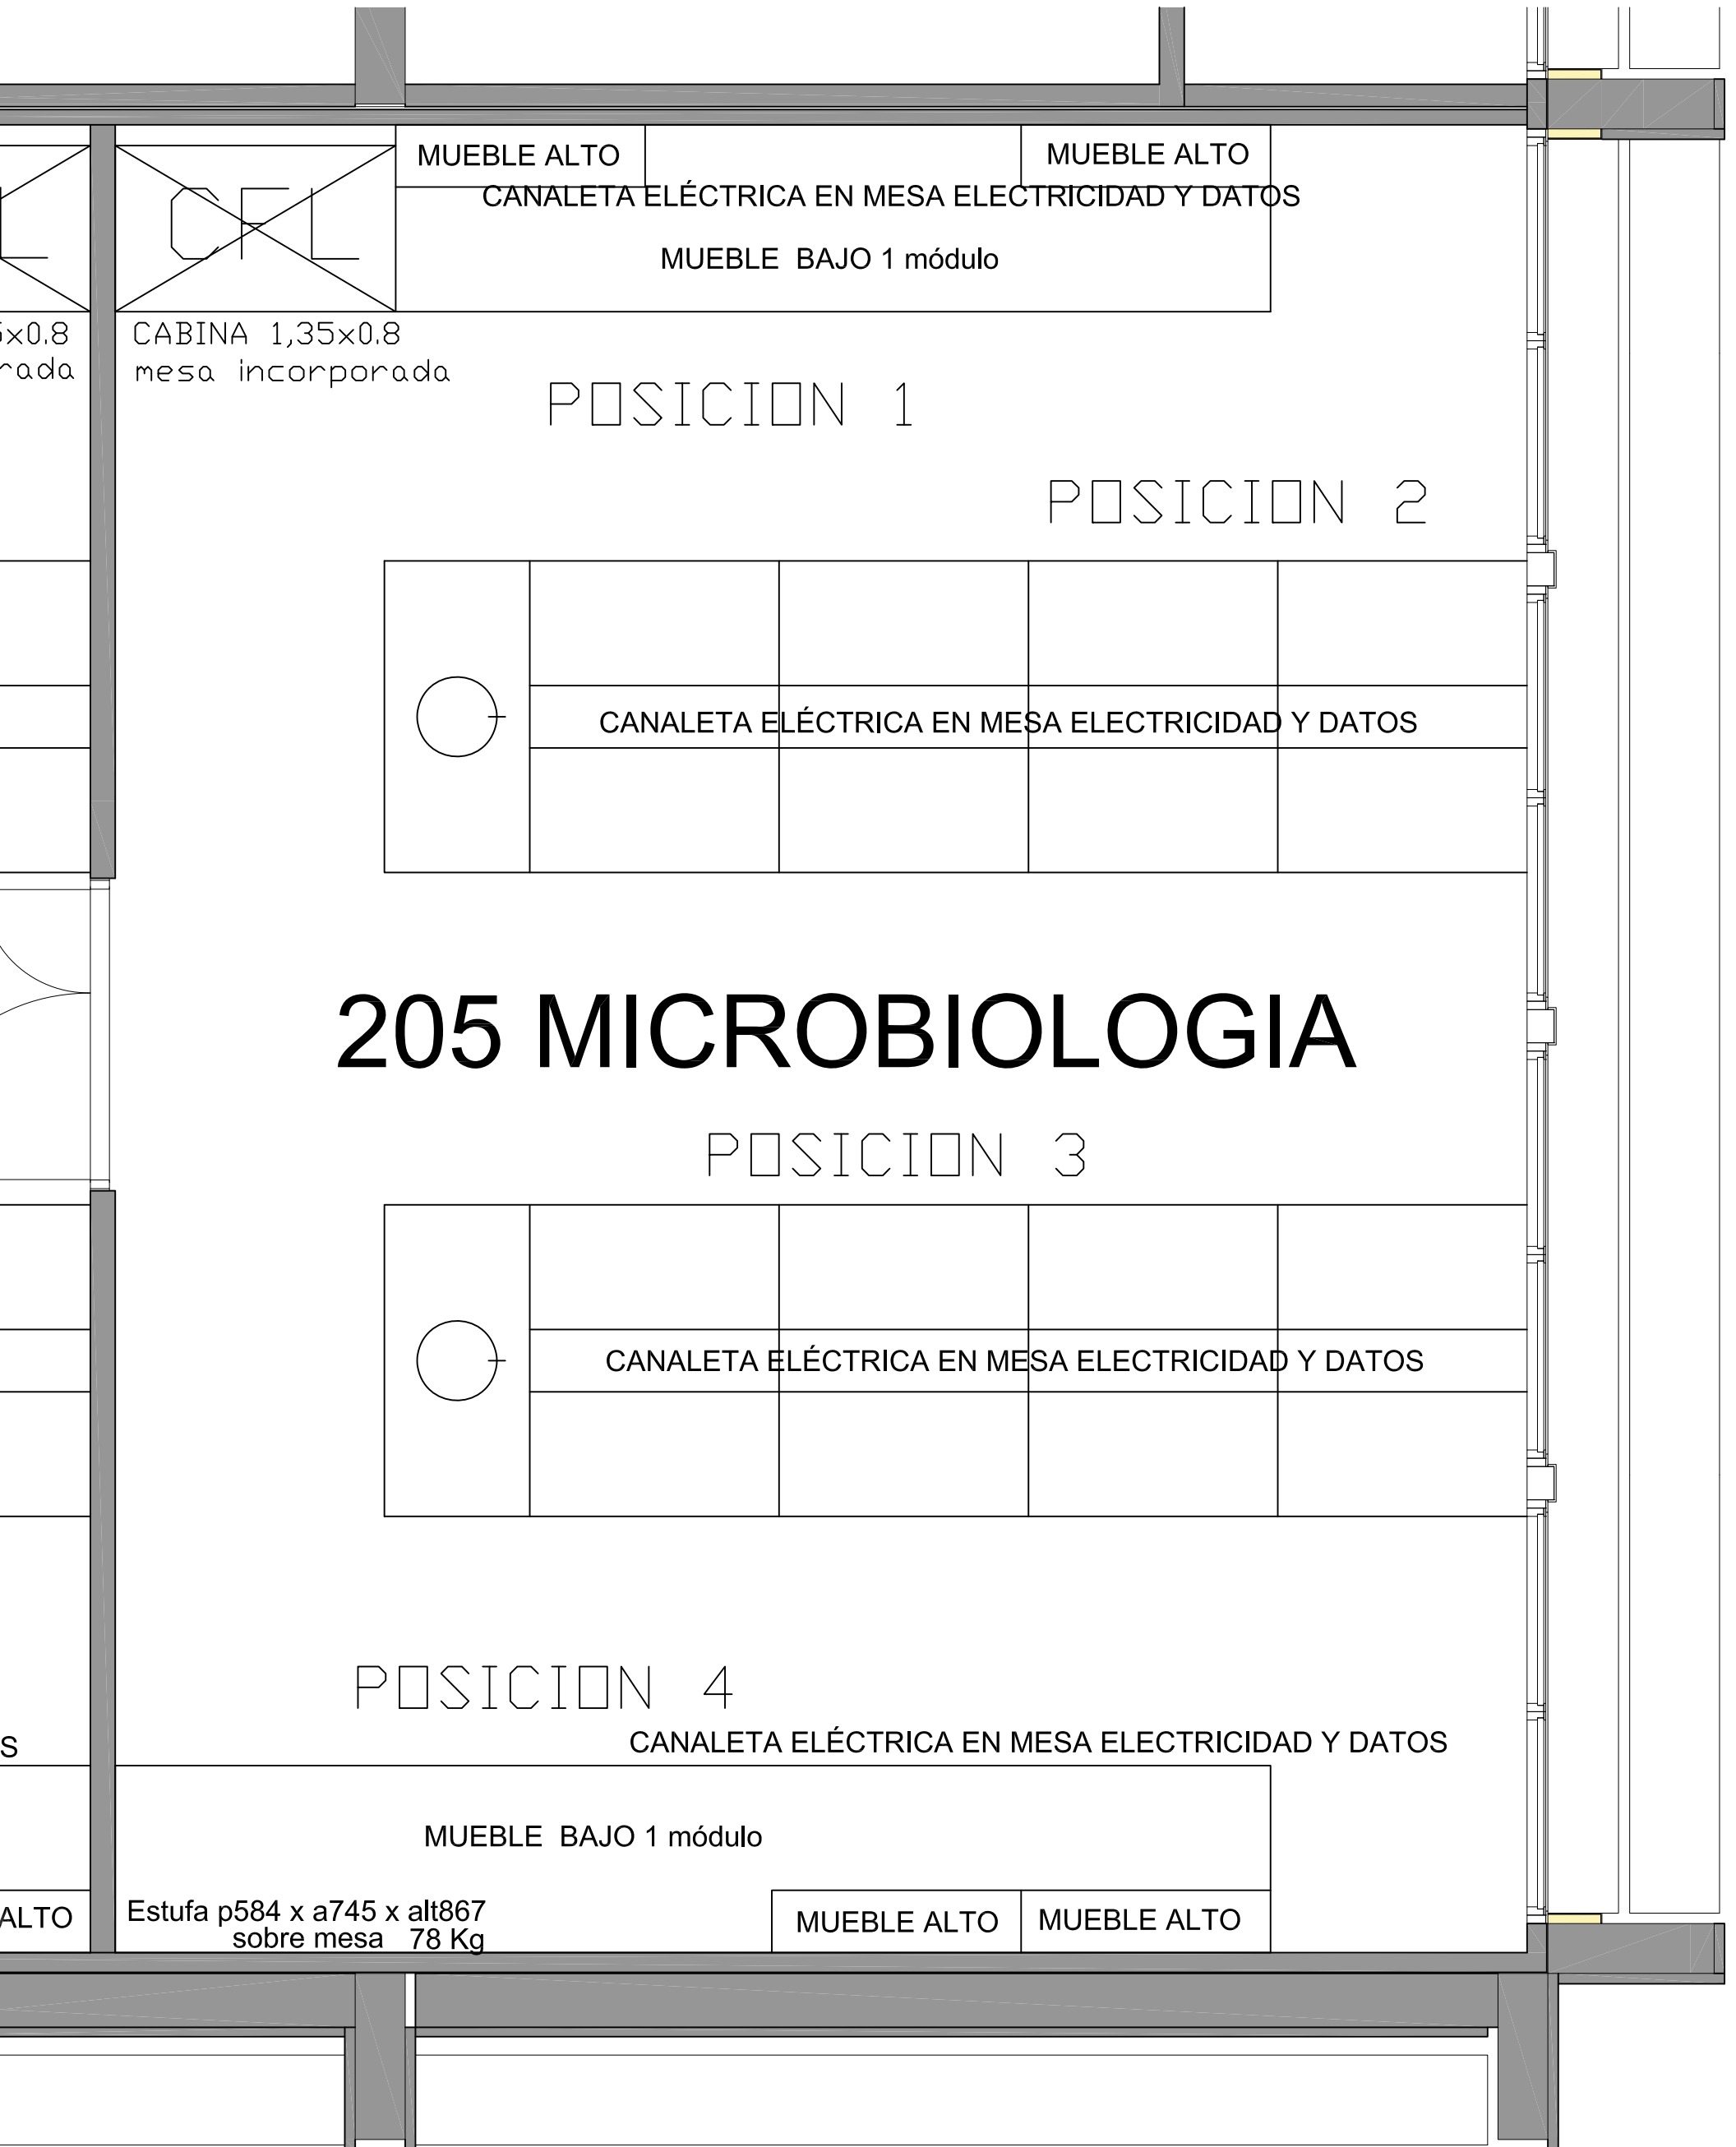 MUEBLE ALTO
MUEBLE ALTO
CANALETA ELÉCTRICA EN MESA ELECTRICIDAD Y DATOS
CFL
L
MUEBLE BAJO 1 módulo
x0.8
CABINA 1,35x0.8
rada
mesa incorporada
POSICION 1
POSICION 2
CANALETA ELÉCTRICA EN MESA ELECTRICIDAD Y DATOS
205 MICROBIOLOGIA
POSICION 3
CANALETA ELÉCTRICA EN MESA ELECTRICIDAD Y DATOS
POSICION 4
S
CANALETA ELÉCTRICA EN MESA ELECTRICIDAD Y DATOS
MUEBLE BAJO 1 módulo
ALTO
Estufa p584 x a745 x alt867
sobre mesa 78 Kg
MUEBLE ALTO
MUEBLE ALTO